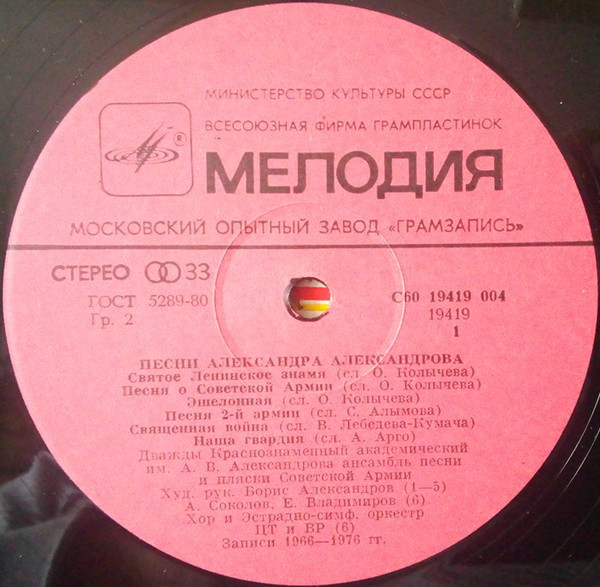 МИНИСТЕРСТВО КУЛЬТУРЫ СССР
ВСЕСОЮЗНАЯ ФИРМА ГРАМПЛАСТИНОК
®
МЕЛОДИЯ
МОСКОВСКИЙ ОПЫТНЫЙ ЗАВОД «ГРАМЗАПИСЬ»
СТЕРЕО 33
ГОСТ 5289-80
Гр. 2
С60 19419 004
19419
1
ПЕСНИ АЛЕКСАНДРА АЛЕКСАНДРОВА
Святое Ленинское знамя (сл. О. Колычева)
Песня о Советской Армии (сл. О. Колычева)
Эшелонная (сл. О. Колычева)
Песня 2-й армии (сл. С. Алымова)
Священная война (сл. В. Лебедева-Кумача)
Наша гвардия (сл. А. Арго)
Дважды Краснознаменный академический
им. А. В. Александрова ансамбль песни
и пляски Советской Армии
Худ. рук. Борис Александров (1—5)
А. Соколов, Е. Владимиров (6)
Хор и Эстрадно-симф. оркестр
ЦТ и ВР (6)
Записи 1966—1976 гг.